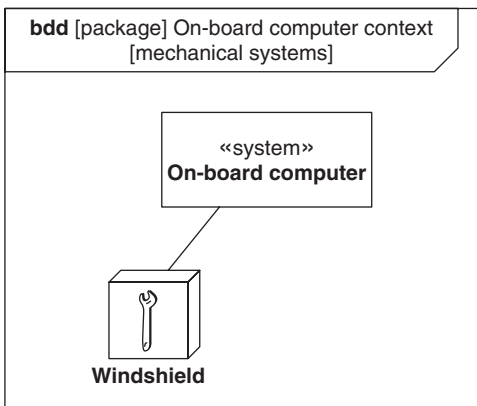 bdd [package] On-board computer context
[mechanical systems]
«system»
On-board computer
Windshield